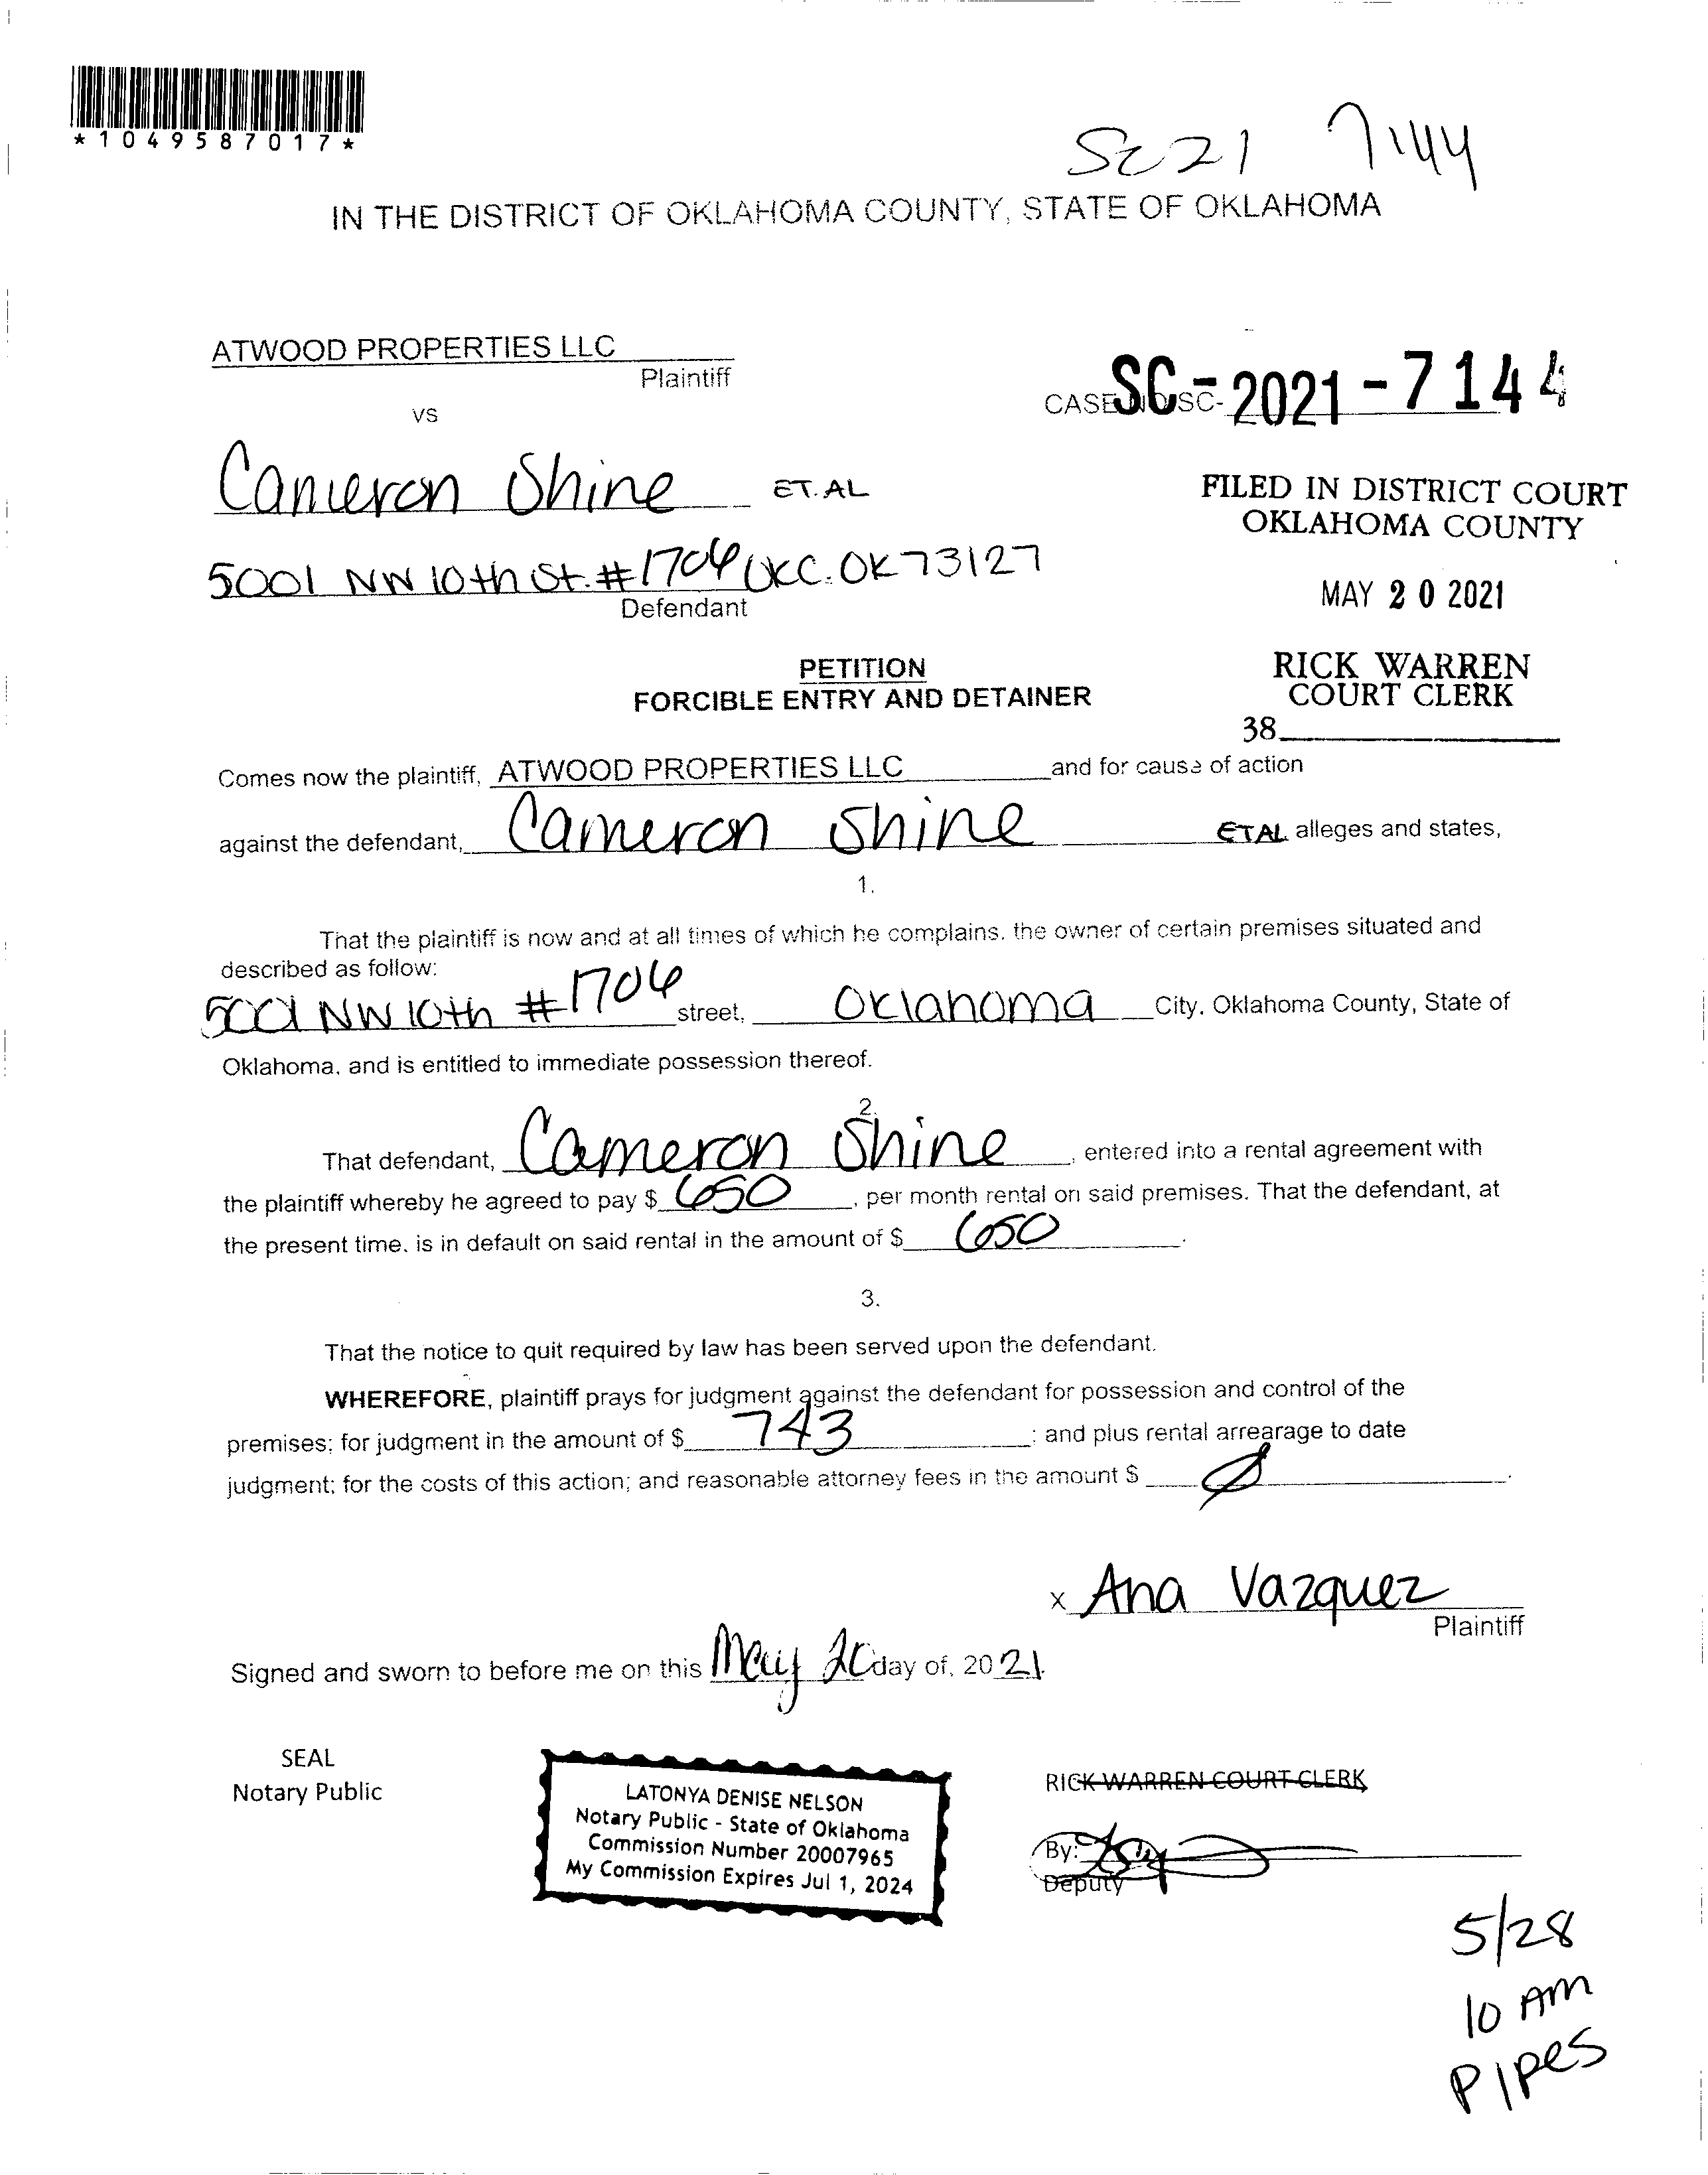 *1049587017*
SC21 7144
IN THE DISTRICT OF OKLAHOMA COUNTY, STATE OF OKLAHOMA
ATWOOD PROPERTIES LLC
Plaintiff
VS
CASE NO SC-
SC-2021-7144
Cameron Shine ET.AL
FILED IN DISTRICT COURT
OKLAHOMA COUNTY
5001 NW 10th St. #1706 OKC. OK 73127
Defendant
MAY 20 2021
PETITION
FORCIBLE ENTRY AND DETAINER
RICK WARREN
COURT CLERK
38
Comes now the plaintiff, ATWOOD PROPERTIES LLC and for cause of action
against the defendant, Cameron Shine ETAL alleges and states,
1.
That the plaintiff is now and at all times of which he complains, the owner of certain premises situated and
described as follow:
5001 NW 10th #1706 street, Oklahoma City, Oklahoma County, State of
Oklahoma, and is entitled to immediate possession thereof.
2.
That defendant, Cameron Shine, entered into a rental agreement with
the plaintiff whereby he agreed to pay $ 650, per month rental on said premises. That the defendant, at
the present time, is in default on said rental in the amount of $ 650.
3.
That the notice to quit required by law has been served upon the defendant.
WHEREFORE, plaintiff prays for judgment against the defendant for possession and control of the
premises; for judgment in the amount of $ 743; and plus rental arrearage to date
judgment; for the costs of this action; and reasonable attorney fees in the amount $ Ø.
x Ana Vazquez
Plaintiff
Signed and sworn to before me on this May 20 day of, 2021.
SEAL
Notary Public
LATONYA DENISE NELSON
Notary Public - State of Oklahoma
Commission Number 20007965
My Commission Expires Jul 1, 2024
RICK WARREN COURT CLERK
By:
Deputy
5/28
10 AM
Pipes